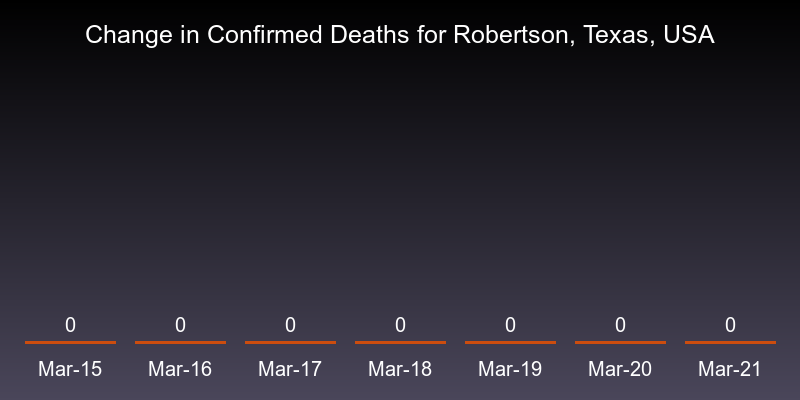 Change in Confirmed Deaths for Robertson, Texas, USA
0 0 0 0 0 0 0
Mar-15 Mar-16 Mar-17 Mar-18 Mar-19 Mar-20 Mar-21